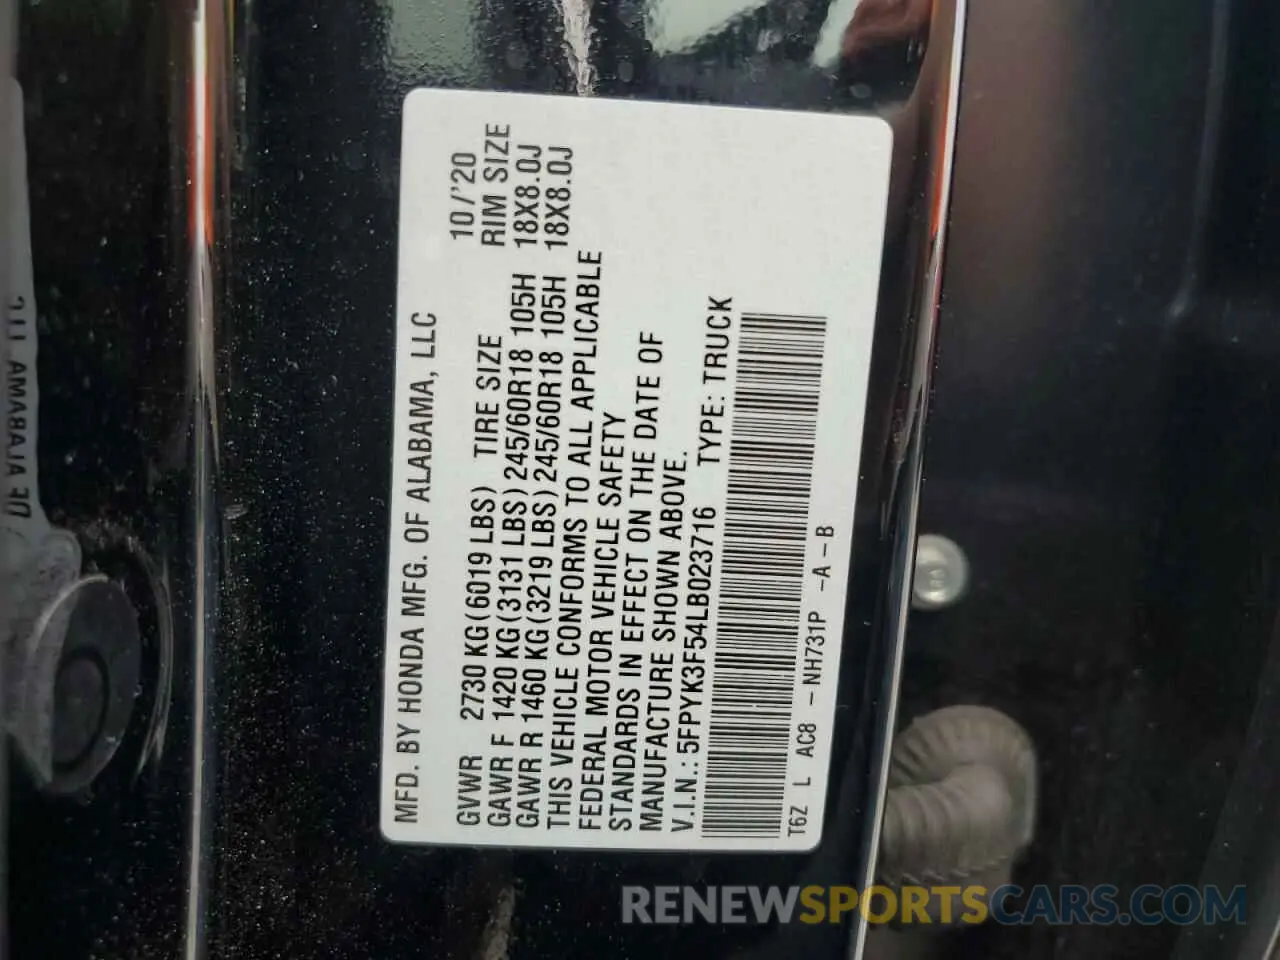 MFD. BY HONDA MFG. OF ALABAMA, LLC
10/'20
GVWR 2730 KG(6019 LBS) TIRE SIZE RIM SIZE
GAWR F 1420 KG(3131 LBS) 245/60R18 105H 18X8.0J
GAWR R 1460 KG(3219 LBS) 245/60R18 105H 18X8.0J
THIS VEHICLE CONFORMS TO ALL APPLICABLE
FEDERAL MOTOR VEHICLE SAFETY
STANDARDS IN EFFECT ON THE DATE OF
MANUFACTURE SHOWN ABOVE.
V.I.N.: 5FPYK3F54LB023716 TYPE: TRUCK
T6Z L AC8 -NH731P -A-B
RENEWSPORTSCARS.COM